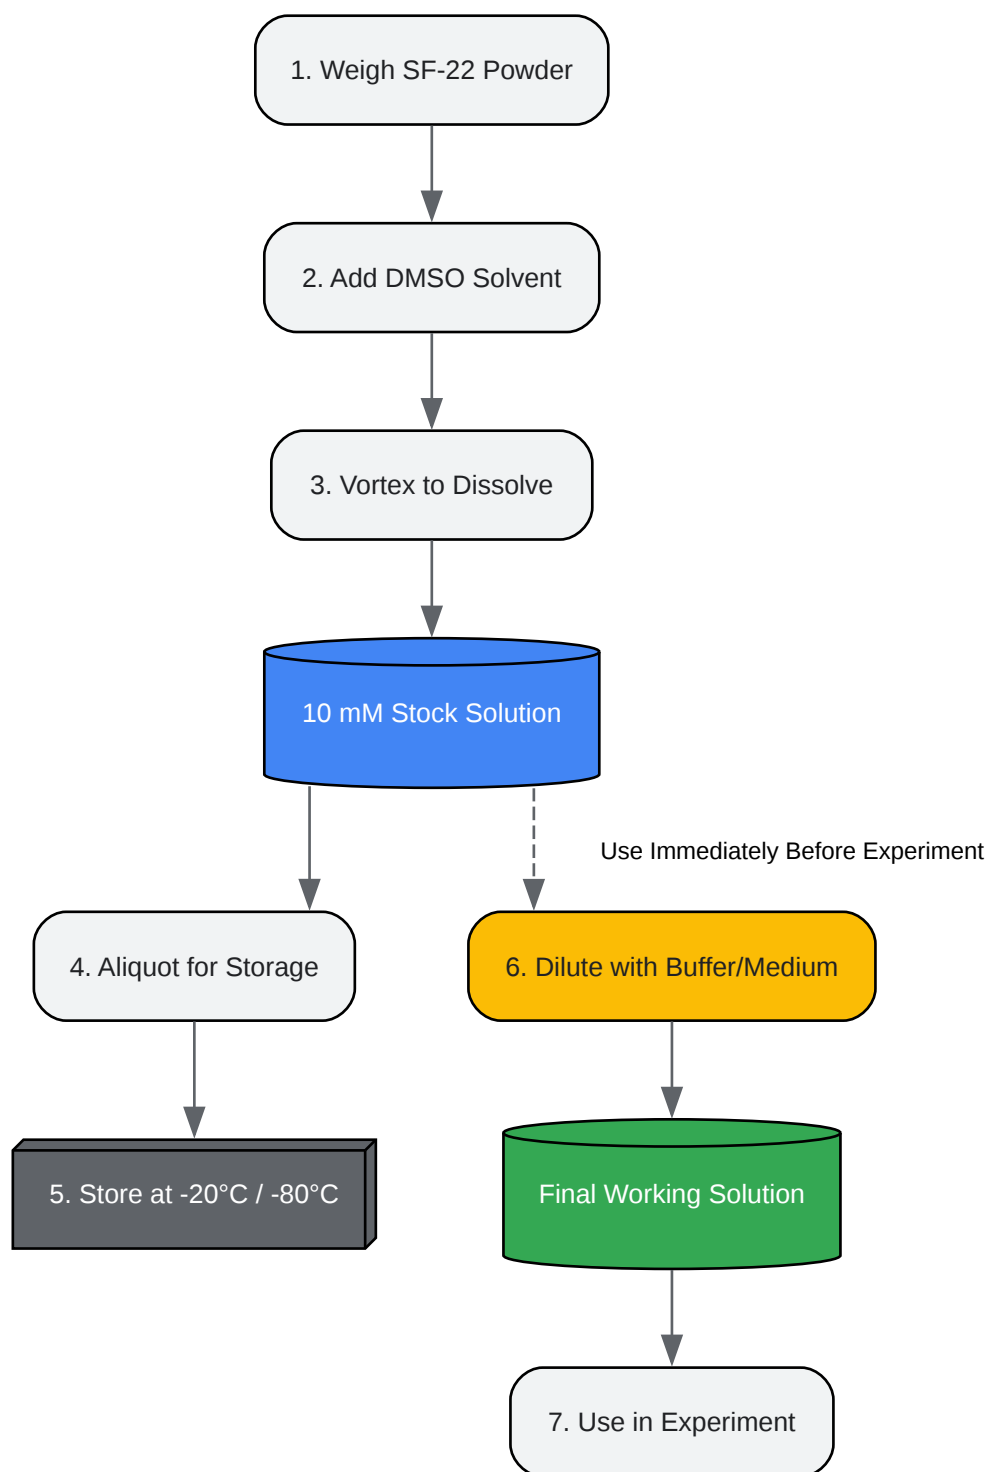 1. Weigh SF-22 Powder
2. Add DMSO Solvent
3. Vortex to Dissolve
10 mM Stock Solution
Use Immediately Before Experiment
4. Aliquot for Storage
6. Dilute with Buffer/Medium
5. Store at -20°C / -80°C
Final Working Solution
7. Use in Experiment